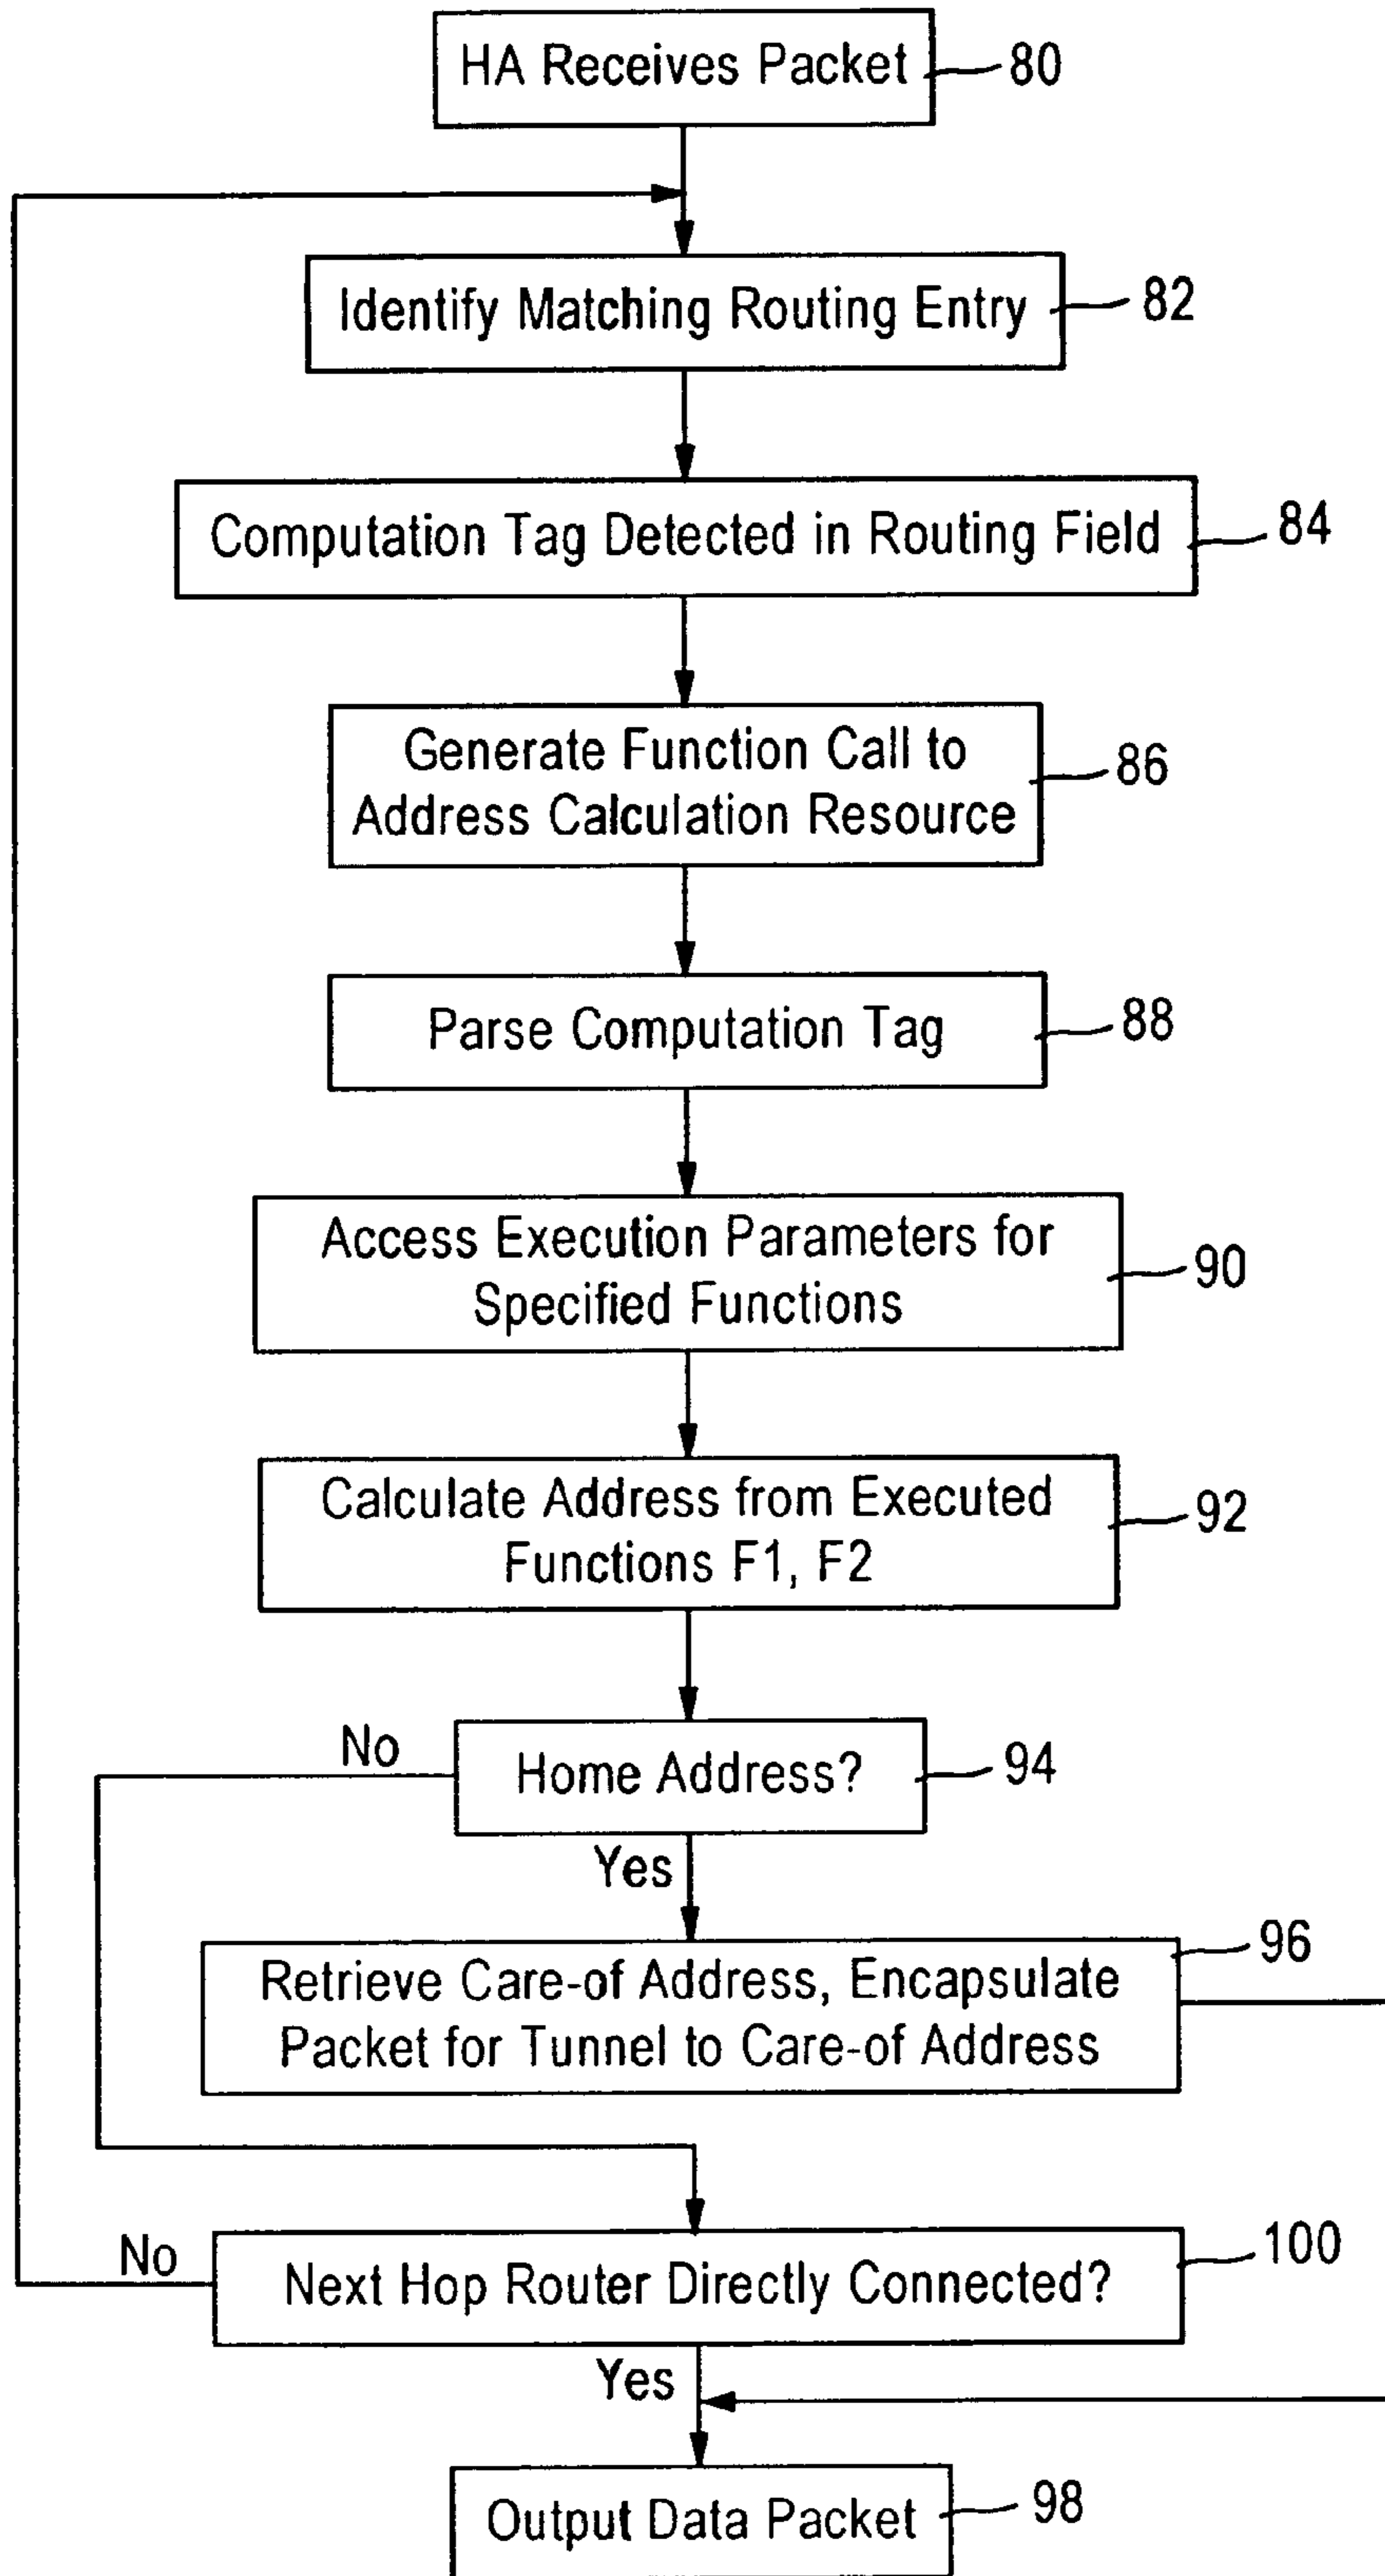 HA Receives Packet
80
Identify Matching Routing Entry
82
Computation Tag Detected in Routing Field
84
Generate Function Call to
Address Calculation Resource
86
Parse Computation Tag
88
Access Execution Parameters for
Specified Functions
90
Calculate Address from Executed
Functions F1, F2
92
No
Home Address?
94
Yes
96
Retrieve Care-of Address, Encapsulate
Packet for Tunnel to Care-of Address
No
Next Hop Router Directly Connected?
100
Yes
Output Data Packet
98